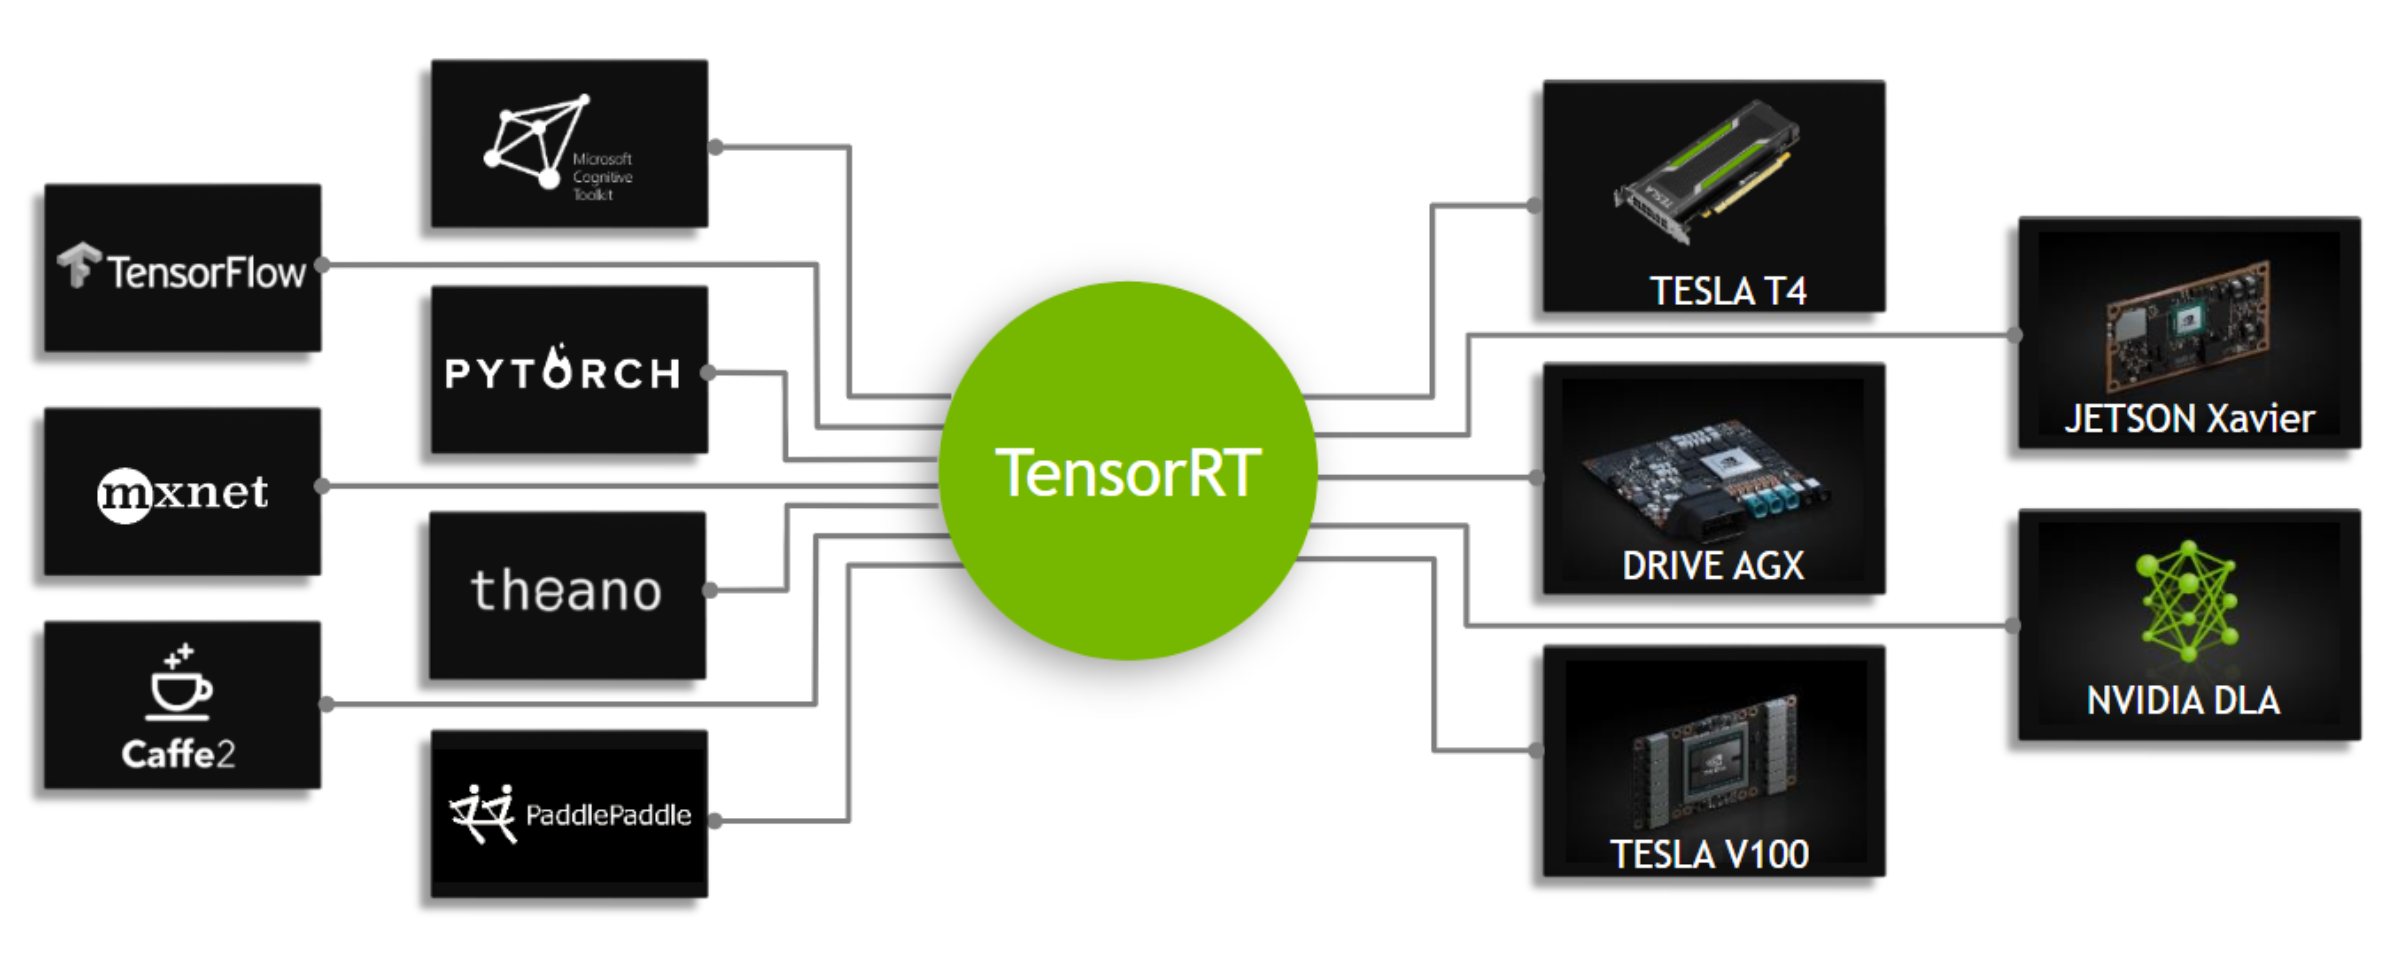 Microsoft
Cognitive
Toolkit
TensorFlow
PYTORCH
mxnet
theano
Caffe2
PaddlePaddle
TensorRT
TESLA
TESLA T4
JETSON Xavier
DRIVE AGX
NVIDIA DLA
TESLA V100